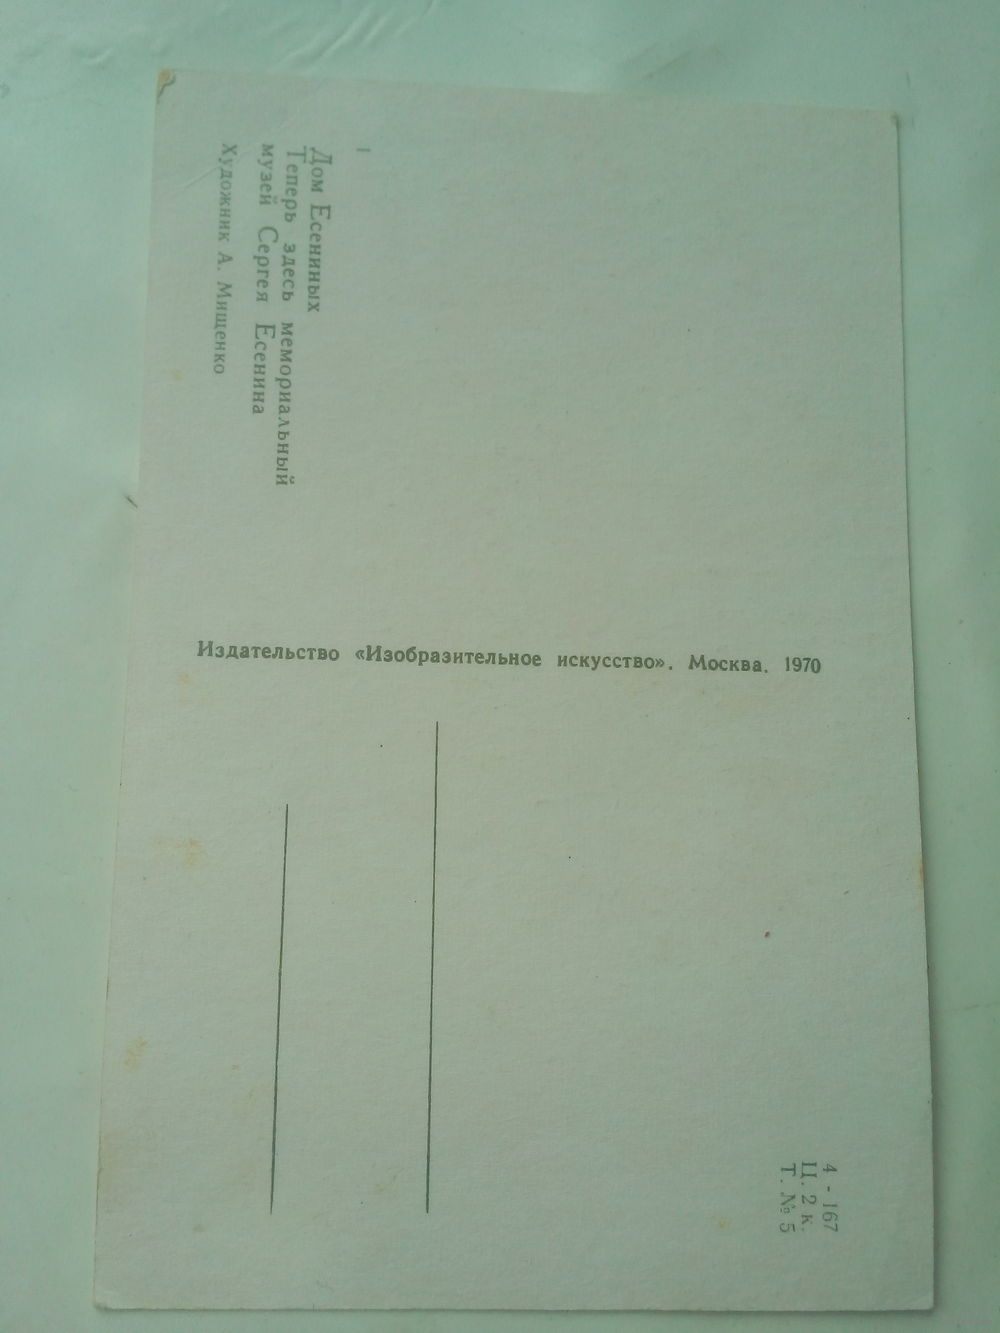 1
Дом Есениных
Теперь здесь мемориальный
музей Сергея Есенина
Художник А. Мищенко
Издательство «Изобразительное искусство». Москва. 1970
4 - 167
Ц. 2 к.
Т. № 5